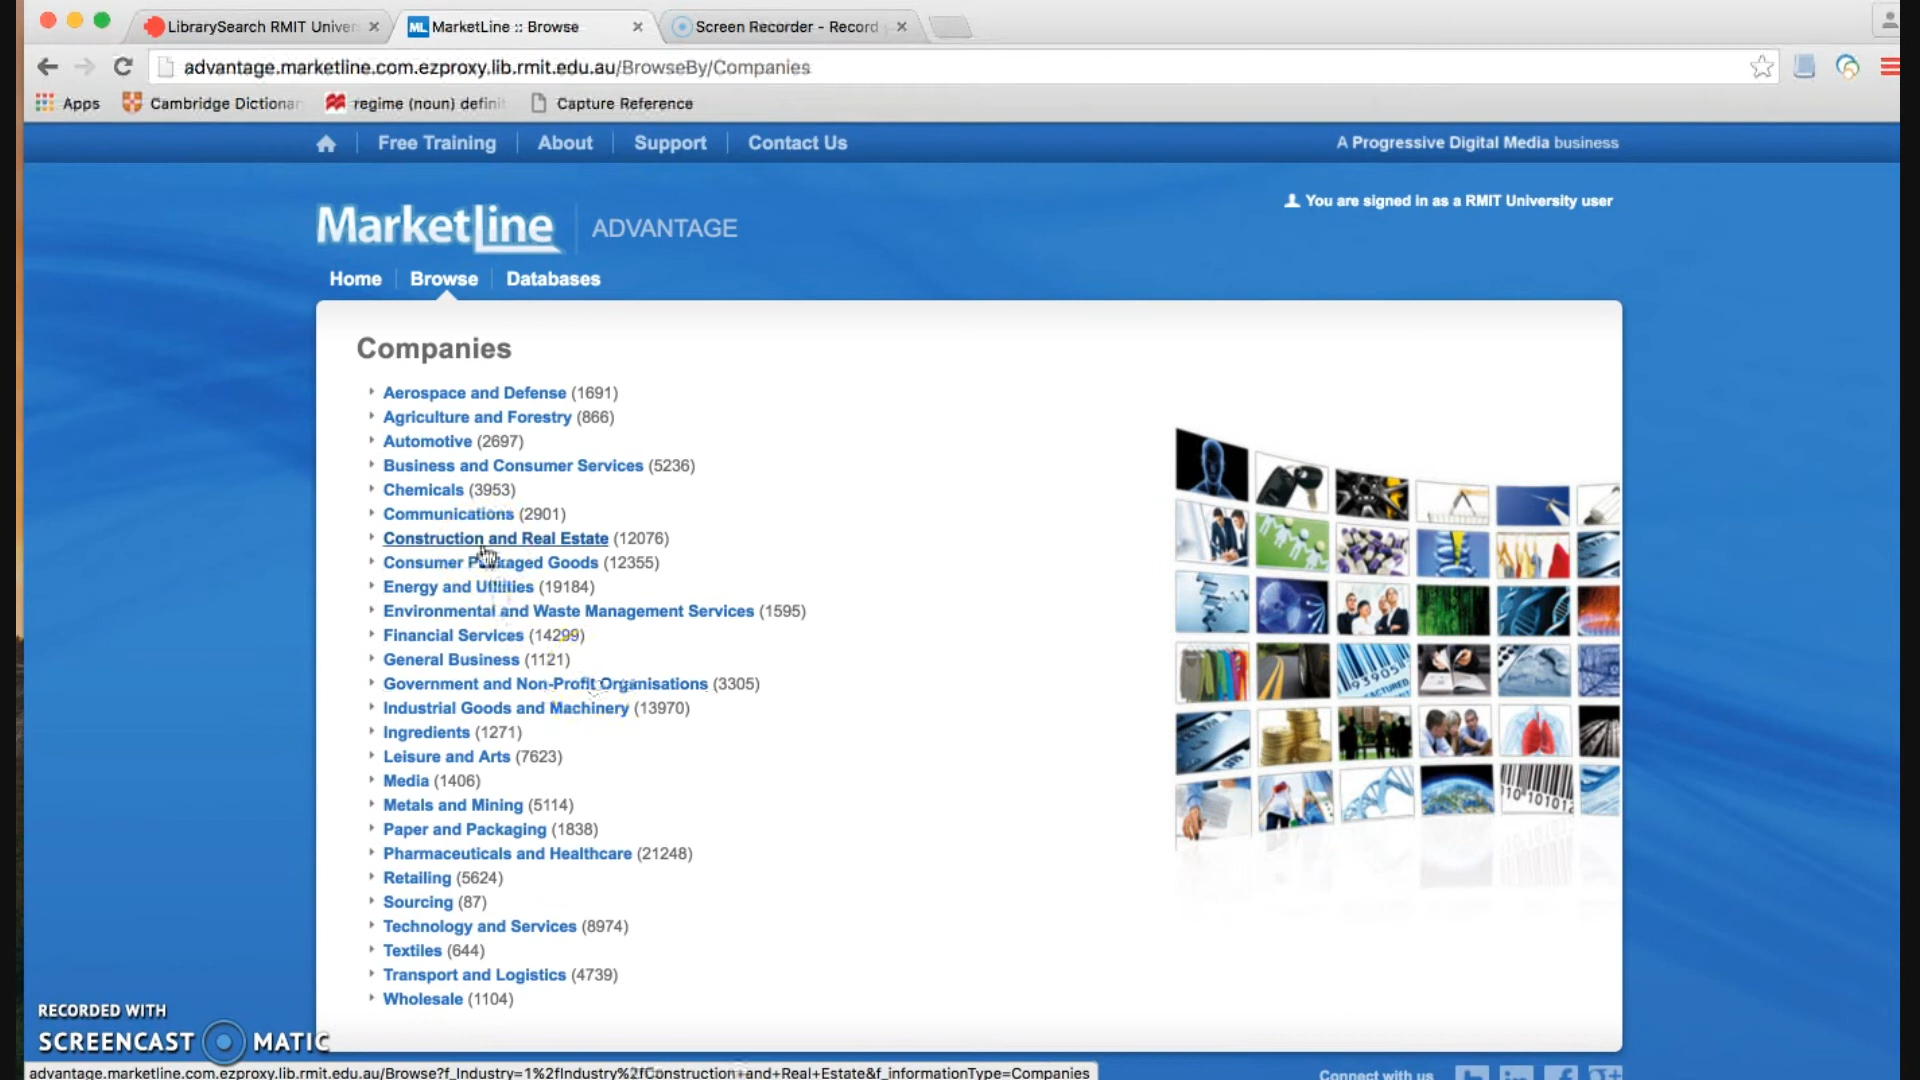 LibrarySearch RMIT Univer
ML MarketLine :: Browse
Screen Recorder - Record
advantage.marketline.com.ezproxy.lib.rmit.edu.au/BrowseBy/Companies
Apps
Cambridge Dictionar
regime (noun) defini
Capture Reference
Free Training
About
Support
Contact Us
A Progressive Digital Media business
You are signed in as a RMIT University user
MarketLine ADVANTAGE
Home
Browse
Databases
Companies
Aerospace and Defense (1691)
Agriculture and Forestry (866)
Automotive (2697)
Business and Consumer Services (5236)
Chemicals (3953)
Communications (2901)
Construction and Real Estate (12076)
Consumer Packaged Goods (12355)
Energy and Utilities (19184)
Environmental and Waste Management Services (1595)
Financial Services (14299)
General Business (1121)
Government and Non-Profit Organisations (3305)
Industrial Goods and Machinery (13970)
Ingredients (1271)
Leisure and Arts (7623)
Media (1406)
Metals and Mining (5114)
Paper and Packaging (1838)
Pharmaceuticals and Healthcare (21248)
Retailing (5624)
Sourcing (87)
Technology and Services (8974)
Textiles (644)
Transport and Logistics (4739)
Wholesale (1104)
RECORDED WITH
SCREENCAST MATIC
Connect with us
advantage.marketline.com.ezproxy.lib.rmit.edu.au/Browse?f_Industry=1%2fIndustry%2fConstruction+and+Real+Estate&f_informationType=Companies